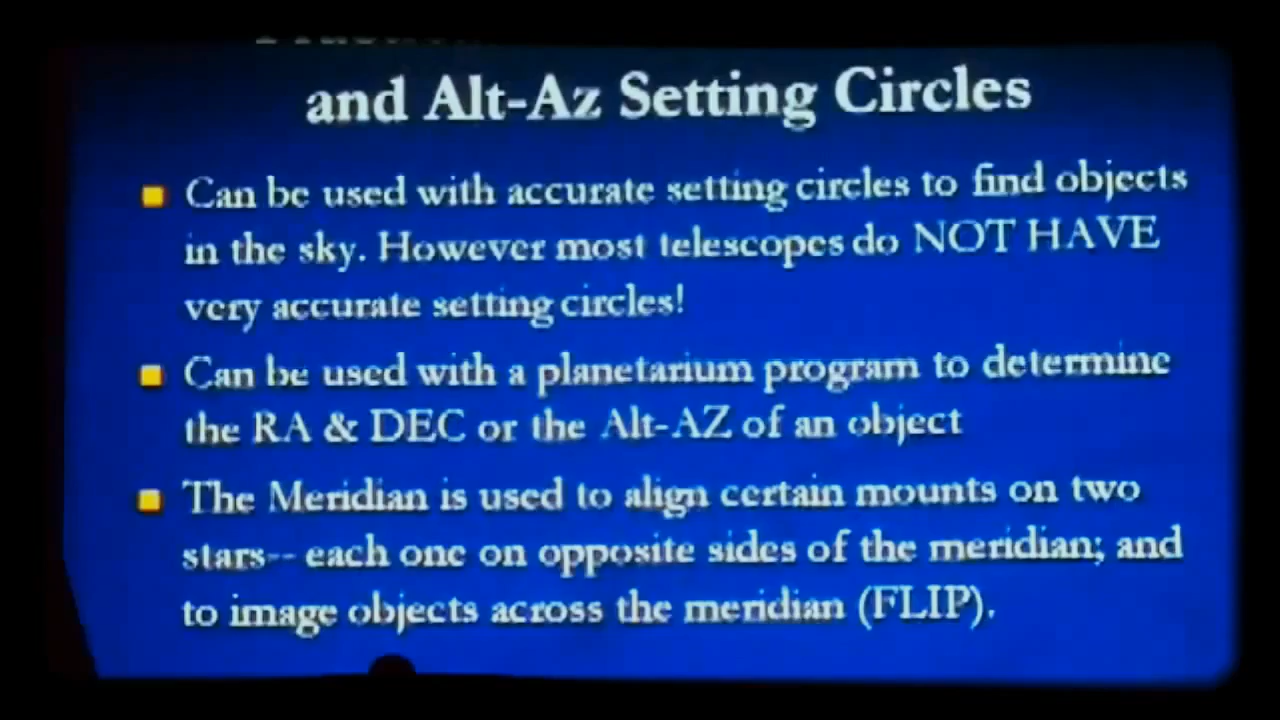 and Alt-Az Setting Circles
Can be used with accurate setting circles to find objects
in the sky. However most telescopes do NOT HAVE
very accurate setting circles!
Can be used with a planetarium program to determine
the RA & DEC or the Alt-AZ of an object
The Meridian is used to align certain mounts on two
stars-- each one on opposite sides of the meridian; and
to image objects across the meridian (FLIP).